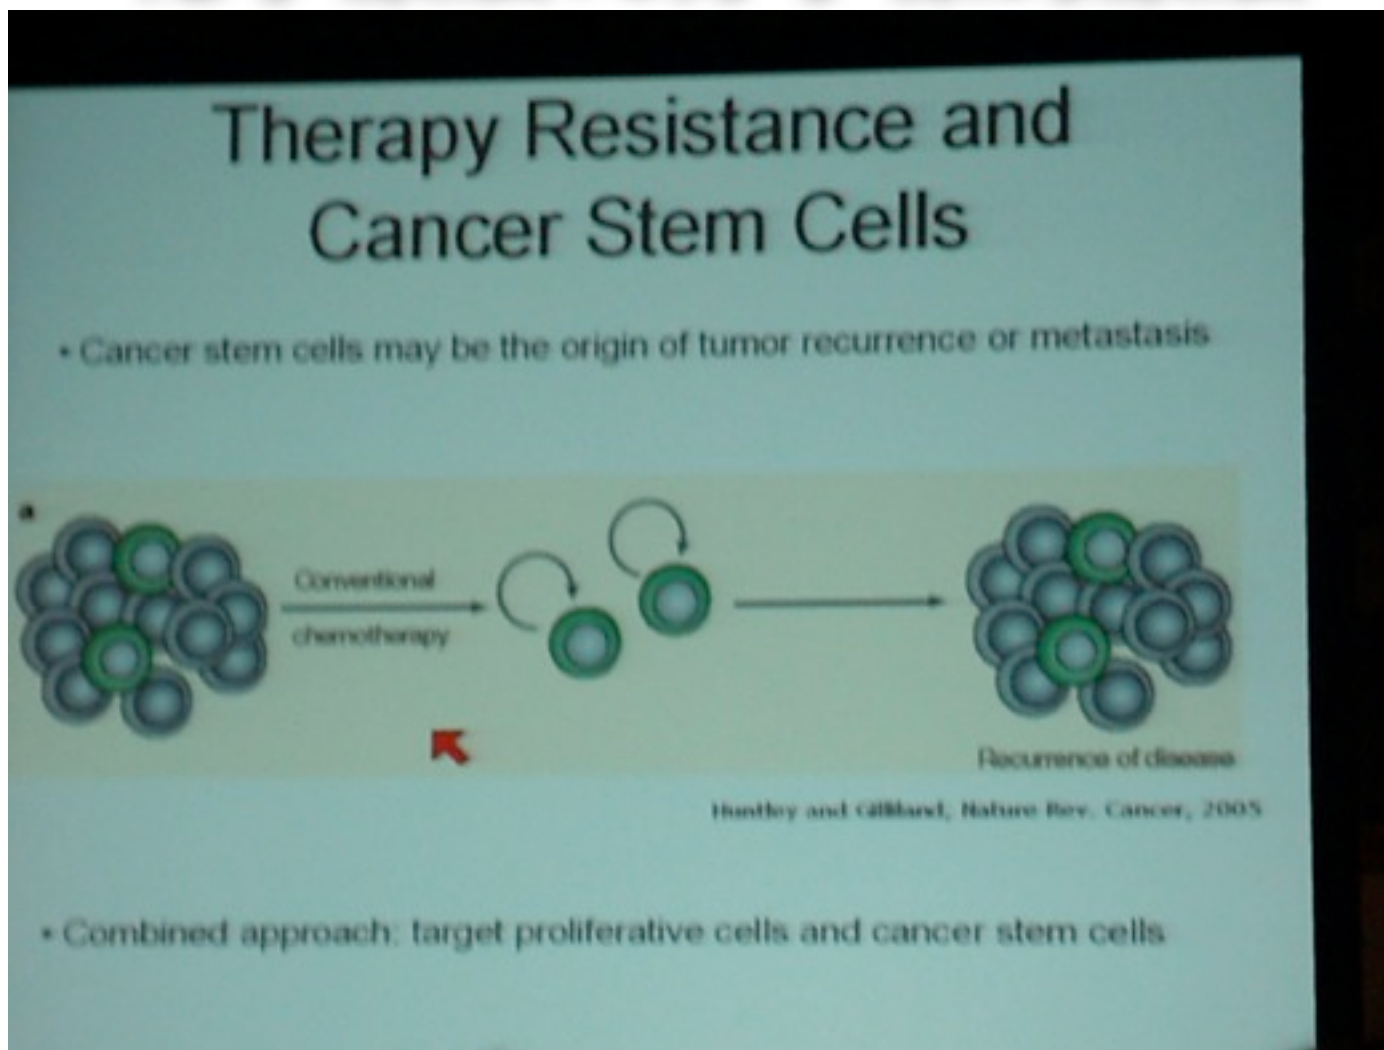 Therapy Resistance and
Cancer Stem Cells
• Cancer stem cells may be the origin of tumor recurrence or metastasis
a
Conventional
chemotherapy
Recurrence of disease
Huntley and Gilliland, Nature Rev. Cancer, 2005
• Combined approach: target proliferative cells and cancer stem cells